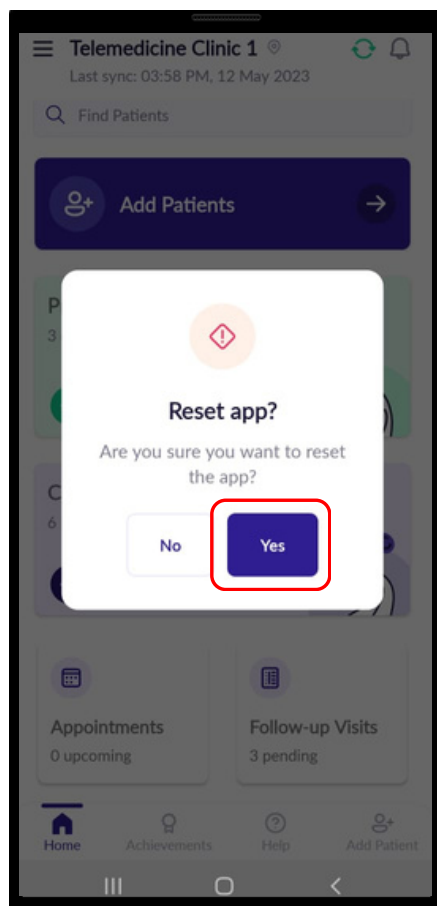 Telemedicine Clinic 1
Last sync: 03:58 PM, 12 May 2023
Find Patients
Add Patients
P
3
Reset app?
Are you sure you want to reset
the app?
No Yes
C
6
Appointments Follow-up Visits
0 upcoming 3 pending
Home Achievements Help Add Patient